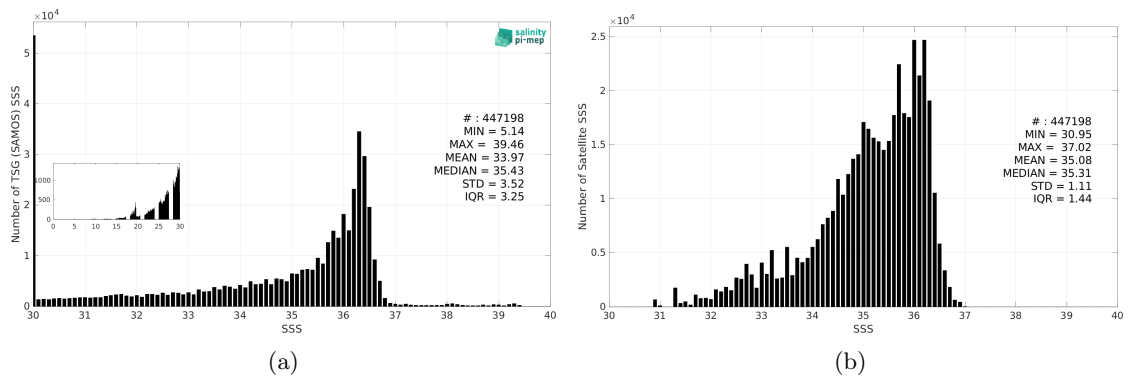 ×10⁴
salinity
pi-mep
5
4
3
2
1
0
Number of TSG (SAMOS) SSS
# : 447198
MIN = 5.14
MAX = 39.46
MEAN = 33.97
MEDIAN = 35.43
STD = 3.52
IQR = 3.25
1000
500
0
0 5 10 15 20 25 30
30 31 32 33 34 35 36 37 38 39 40
SSS
(a)
×10⁴
2.5
2
1.5
1
0.5
0
Number of Satellite SSS
# : 447198
MIN = 30.95
MAX = 37.02
MEAN = 35.08
MEDIAN = 35.31
STD = 1.11
IQR = 1.44
30 31 32 33 34 35 36 37 38 39 40
SSS
(b)